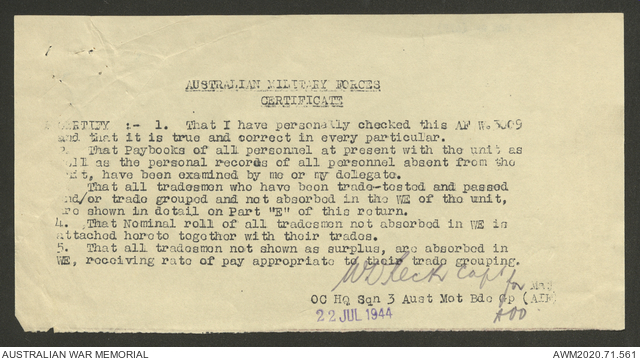 AUSTRALIAN MILITARY FORCES
CERTIFICATE
CERTIFY :- 1. That I have personally checked this AF W.3009
and that it is true and correct in every particular.
2. That Paybooks of all personnel at present with the unit as
well as the personal records of all personnel absent from the
unit, have been examined by me or my delegate.
That all tradesmen who have been trade-tested and passed
and/or trade grouped and not absorbed in the WE of the unit,
are shown in detail on Part "E" of this return.
4. That Nominal roll of all tradesmen not absorbed in WE is
attached hereto together with their trades.
5. That all tradesmen not shown as surplus, are absorbed in
WE, receiving rate of pay appropriate to their trade grouping.
Capt
for Maj
OC Hq Sqn 3 Aust Mot Bde Gp (AIF)
22 JUL 1944
AUSTRALIAN WAR MEMORIAL
AWM2020.71.561